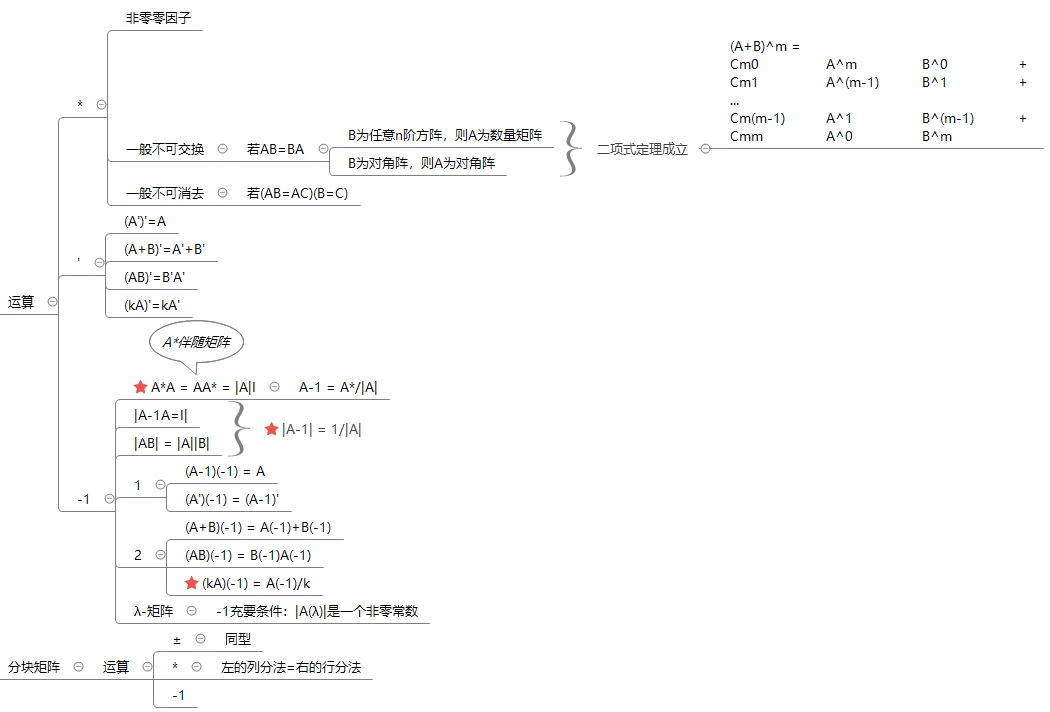 非零零因子
(A+B)^m =
Cm0 A^m B^0 +
Cm1 A^(m-1) B^1 +
...
Cm(m-1) A^1 B^(m-1) +
Cmm A^0 B^m
*
一般不可交换
若AB=BA
B为任意n阶方阵，则A为数量矩阵
B为对角阵，则A为对角阵
二项式定理成立
一般不可消去
若(AB=AC)(B=C)
(A')'=A
(A+B)'=A'+B'
'
(AB)'=B'A'
(kA)'=kA'
运算
A*伴随矩阵
A*A = AA* = |A|I
A-1 = A*/|A|
|A-1A=I|
|AB| = |A||B|
|A-1| = 1/|A|
-1
1
(A-1)(-1) = A
(A')(-1) = (A-1)'
2
(A+B)(-1) = A(-1)+B(-1)
(AB)(-1) = B(-1)A(-1)
(kA)(-1) = A(-1)/k
λ-矩阵
-1充要条件：|A(λ)|是一个非零常数
分块矩阵
运算
±
同型
*
左的列分法=右的行分法
-1